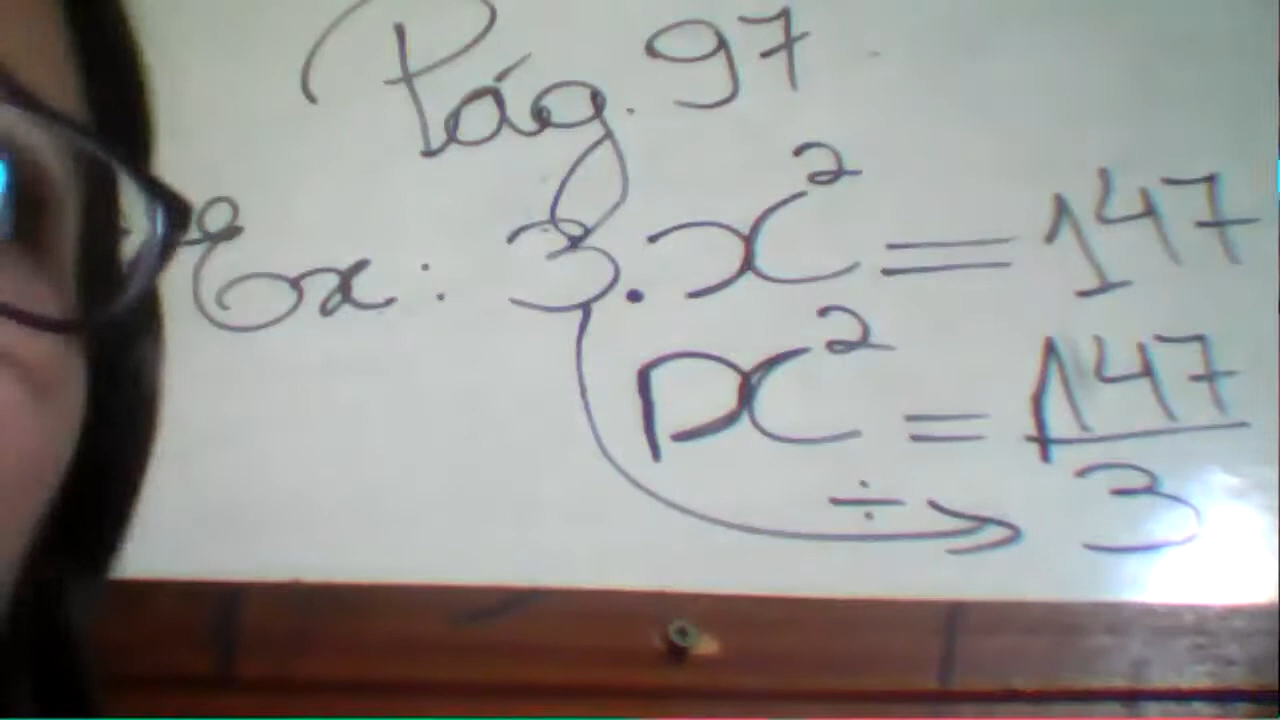 Pág. 97
Ex: 3.x² = 147
x² = 147/3
÷